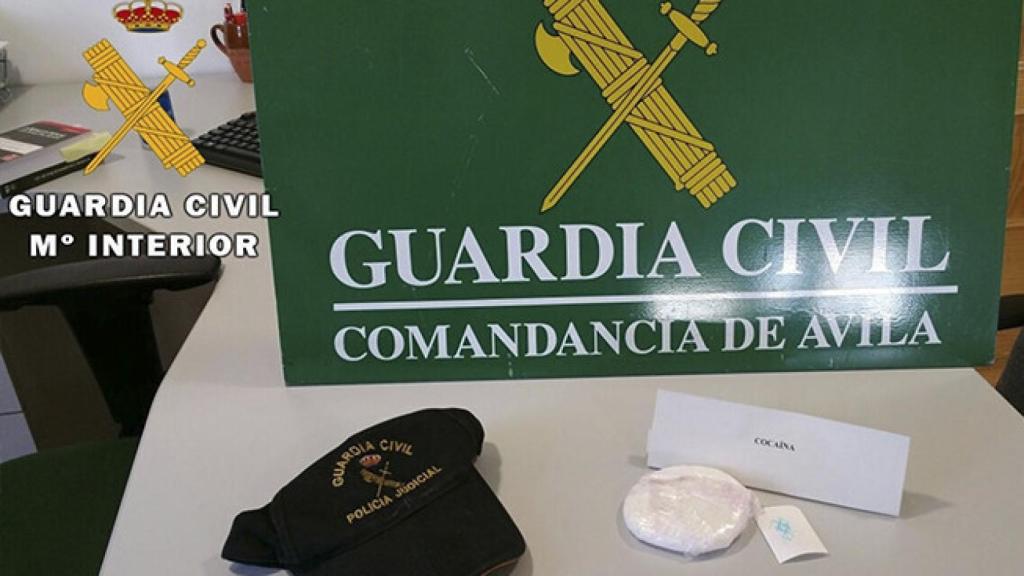 GUARDIA CIVIL
Mº INTERIOR
GUARDIA CIVIL
COMANDANCIA DE AVILA
GUARDIA CIVIL
POLICIA JUDICIAL
COCAÍNA